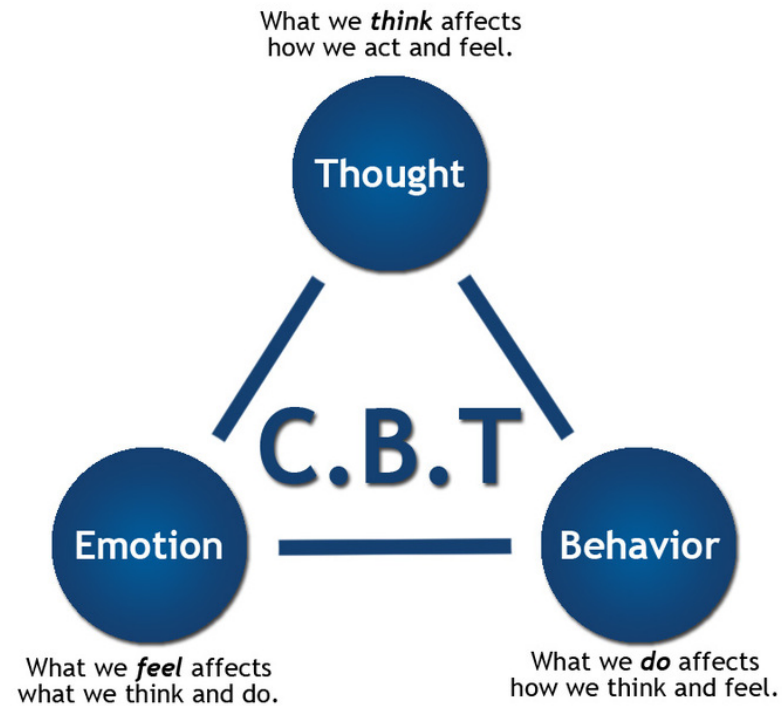 What we think affects
how we act and feel.
Thought
C.B.T
Emotion
Behavior
What we feel affects
what we think and do.
What we do affects
how we think and feel.